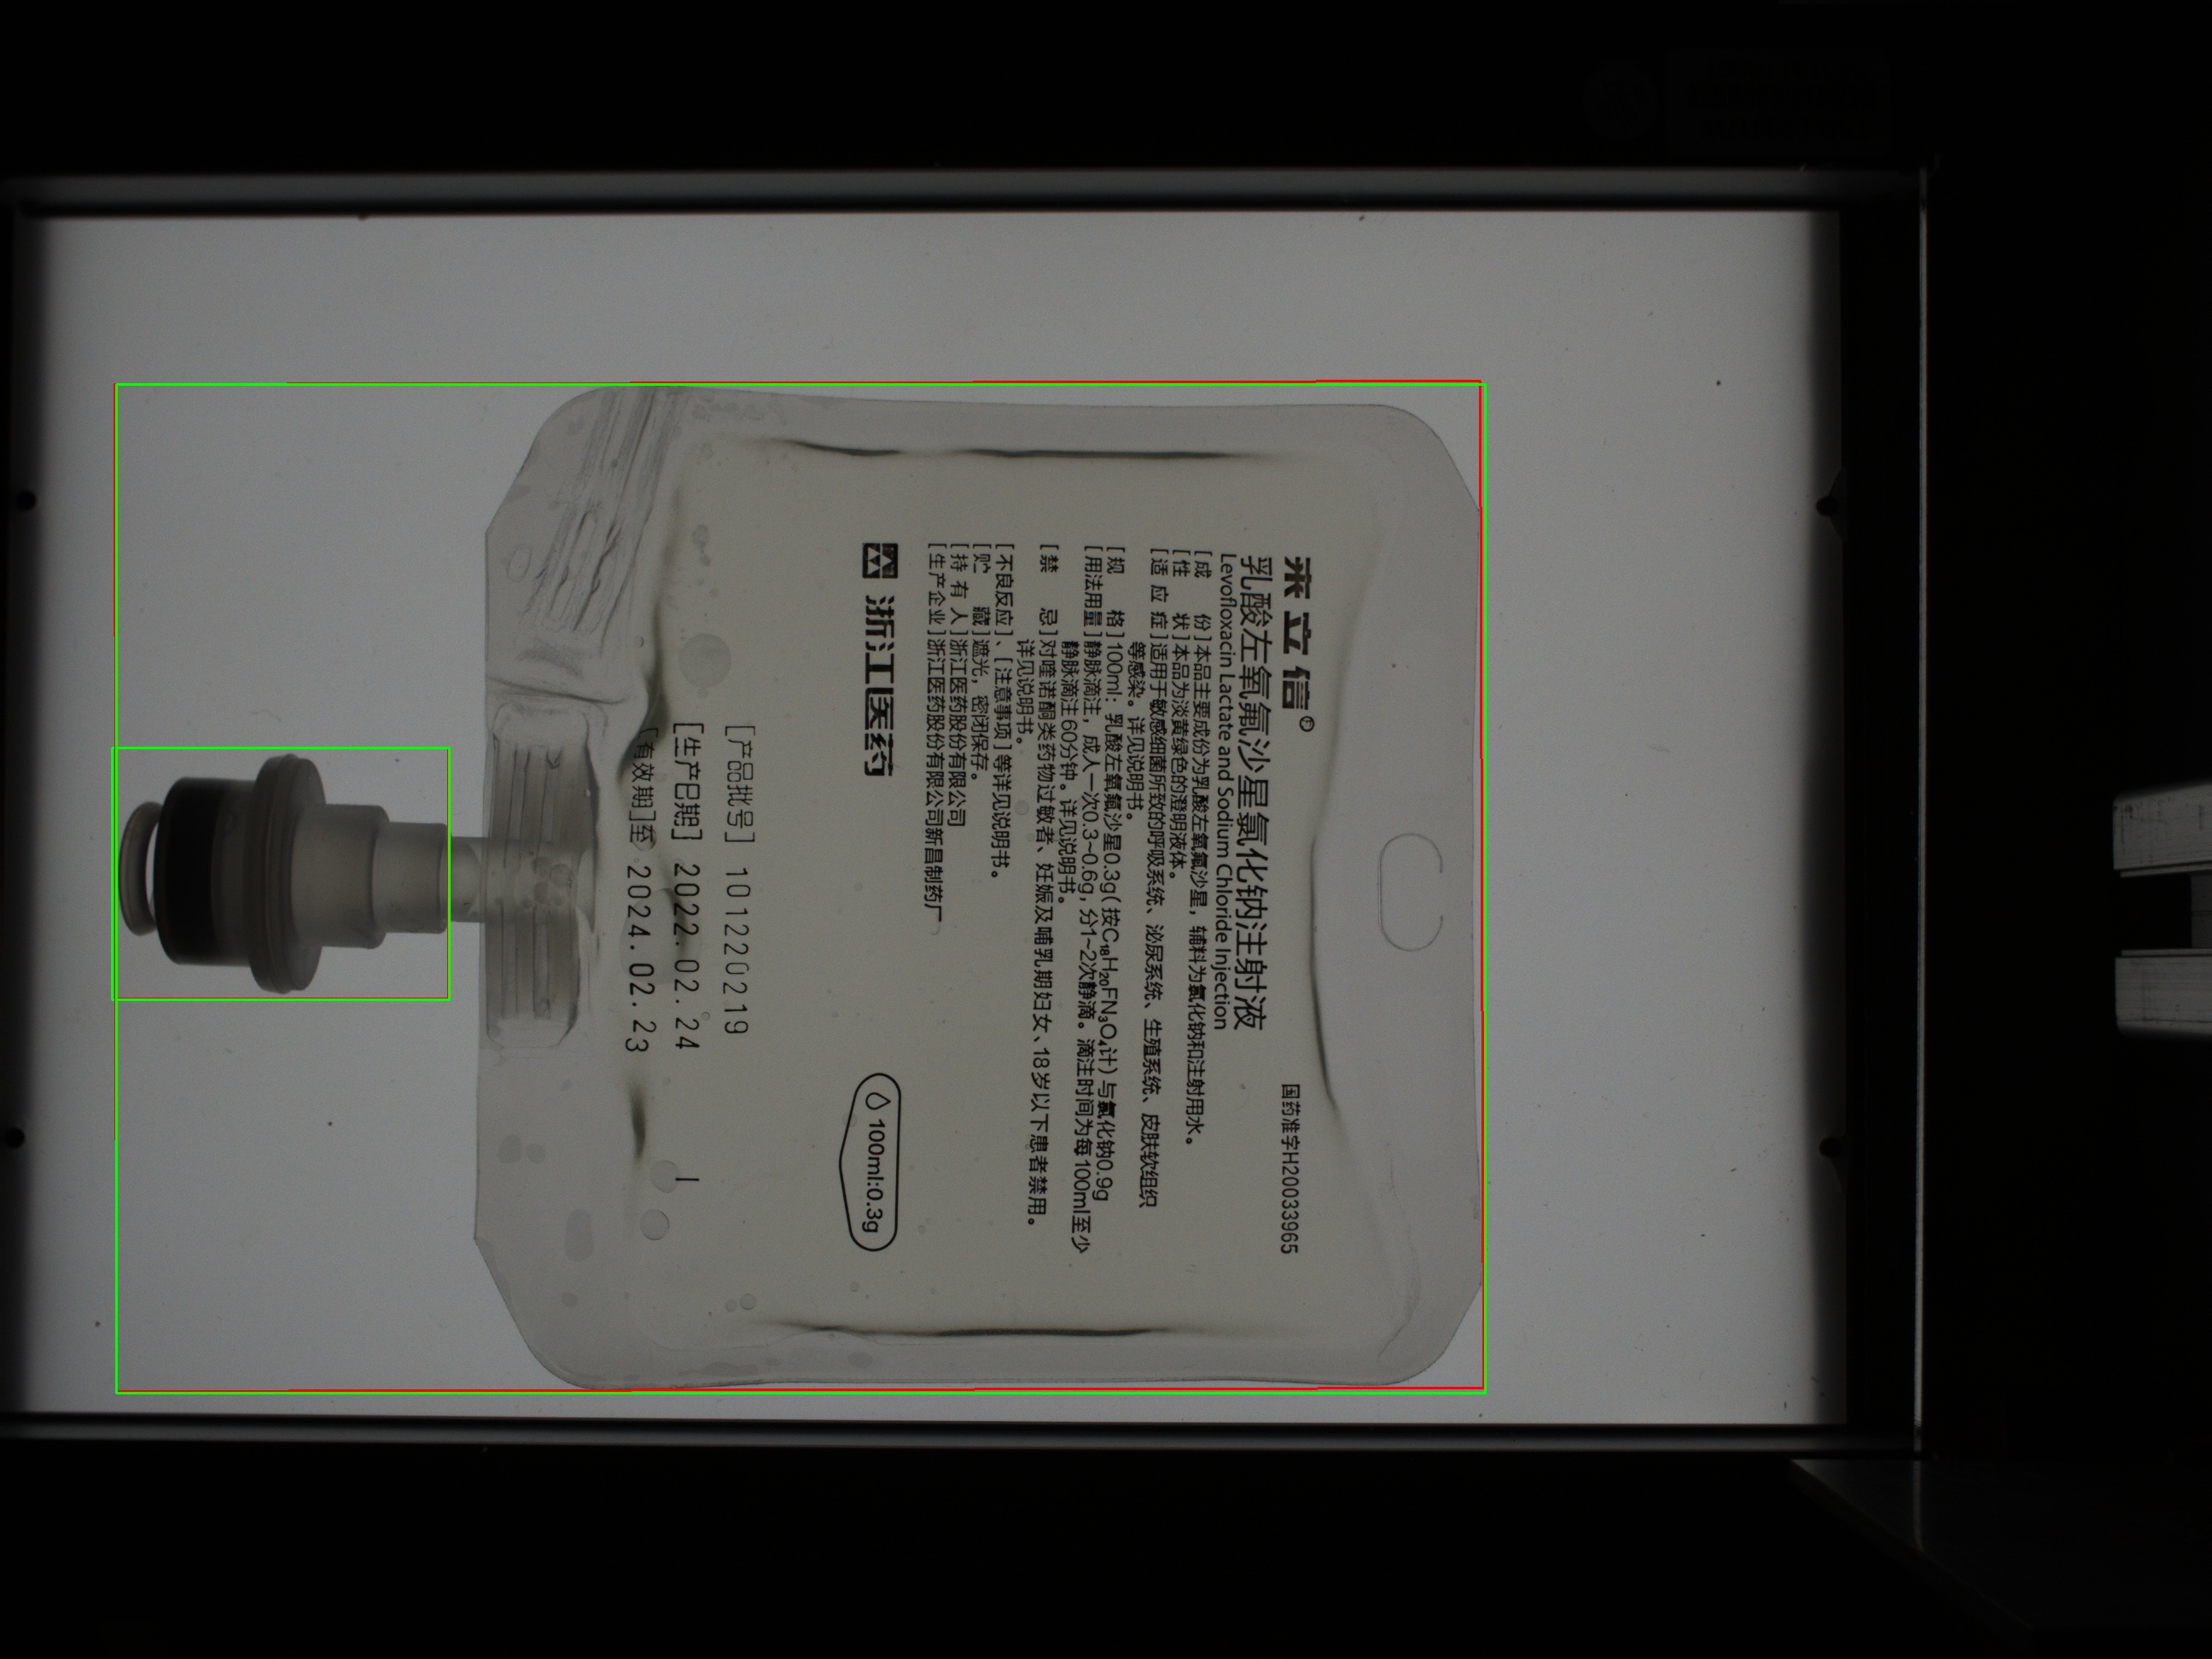 来立信®
国药准字H20033965
乳酸左氧氟沙星氯化钠注射液
Levofloxacin Lactate and Sodium Chloride Injection
[成 份]本品主要成份为乳酸左氧氟沙星，辅料为氯化钠和注射用水。
[性 状]本品为淡黄绿色的澄明液体。
[适 应 症]适用于敏感细菌所致的呼吸系统、泌尿系统、生殖系统、皮肤软组织
等感染。详见说明书。
[规 格]100ml：乳酸左氧氟沙星0.3g（按C₁₈H₂₀FN₃O₄计）与氯化钠0.9g
[用法用量]静脉滴注，成人一次0.3~0.6g，分1~2次静滴。滴注时间为每100ml至少
静脉滴注60分钟。详见说明书。
[禁 忌]对喹诺酮类药物过敏者、妊娠及哺乳期妇女、18岁以下患者禁用。
详见说明书。
[不良反应]、[注意事项]等详见说明书。
[贮 藏]遮光，密闭保存。
[持 有 人]浙江医药股份有限公司
[生产企业]浙江医药股份有限公司新昌制药厂
浙江医药
100ml:0.3g
[产品批号] 101220219
[生产日期] 2022.02.24
[有效期]至 2024.02.23